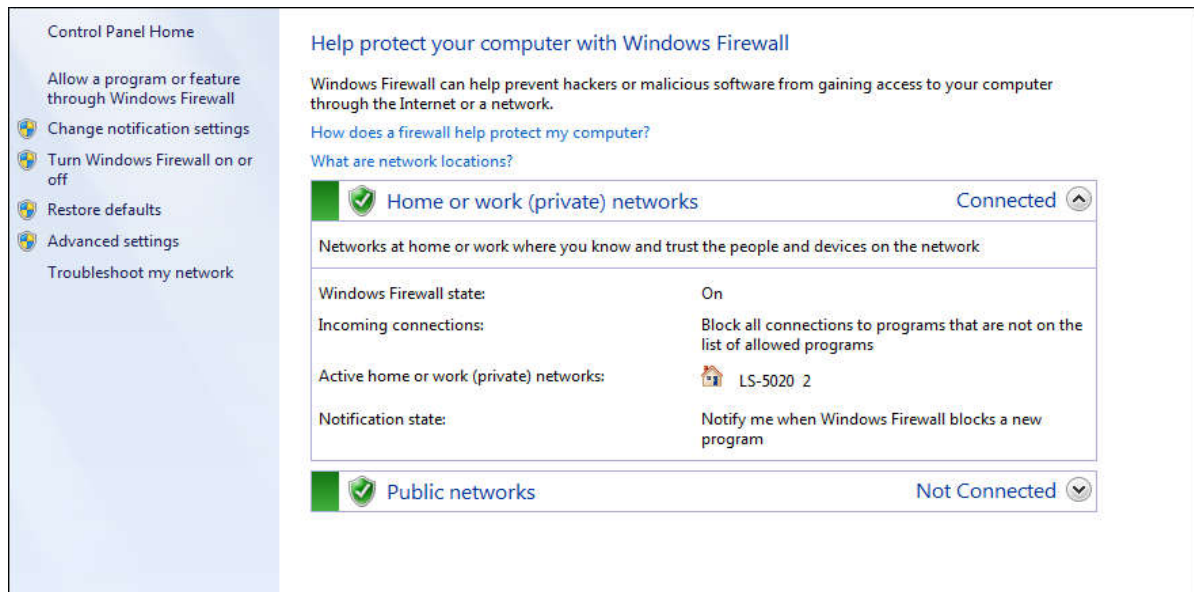 Control Panel Home
Allow a program or feature
through Windows Firewall
Change notification settings
Turn Windows Firewall on or
off
Restore defaults
Advanced settings
Troubleshoot my network
Help protect your computer with Windows Firewall
Windows Firewall can help prevent hackers or malicious software from gaining access to your computer
through the Internet or a network.
How does a firewall help protect my computer?
What are network locations?
Home or work (private) networks Connected
Networks at home or work where you know and trust the people and devices on the network
Windows Firewall state: On
Incoming connections: Block all connections to programs that are not on the
list of allowed programs
Active home or work (private) networks: LS-5020 2
Notification state: Notify me when Windows Firewall blocks a new
program
Public networks Not Connected